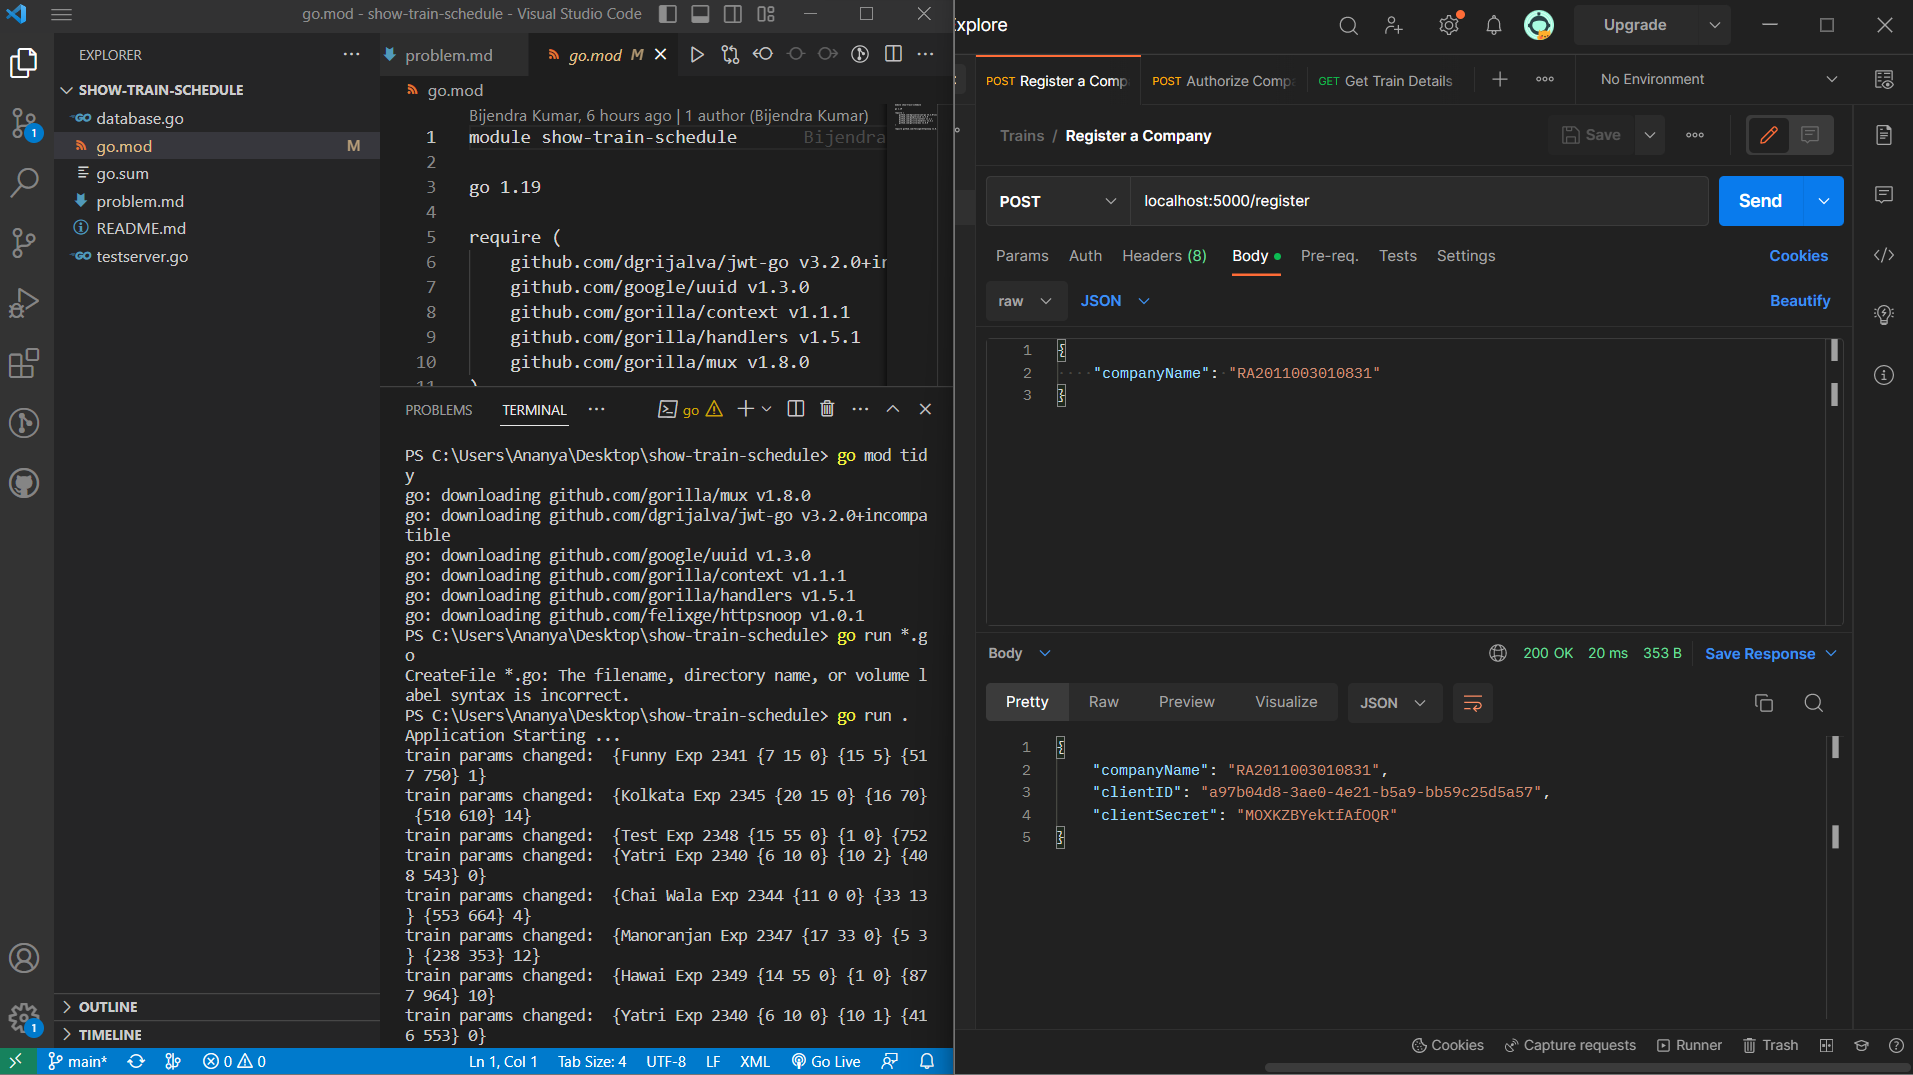 go.mod - show-train-schedule - Visual Studio Code
EXPLORER
SHOW-TRAIN-SCHEDULE
database.go
go.mod M
go.sum
problem.md
README.md
testserver.go
OUTLINE
TIMELINE
problem.md
go.mod M
go.mod
Bijendra Kumar, 6 hours ago | 1 author (Bijendra Kumar)
1 module show-train-schedule Bijendra
2
3 go 1.19
4
5 require (
6 github.com/dgrijalva/jwt-go v3.2.0+in
7 github.com/google/uuid v1.3.0
8 github.com/gorilla/context v1.1.1
9 github.com/gorilla/handlers v1.5.1
10 github.com/gorilla/mux v1.8.0
11 )
PROBLEMS TERMINAL go
PS C:\Users\Ananya\Desktop\show-train-schedule> go mod tid
y
go: downloading github.com/gorilla/mux v1.8.0
go: downloading github.com/dgrijalva/jwt-go v3.2.0+incompa
tible
go: downloading github.com/google/uuid v1.3.0
go: downloading github.com/gorilla/context v1.1.1
go: downloading github.com/gorilla/handlers v1.5.1
go: downloading github.com/felixge/httpsnoop v1.0.1
PS C:\Users\Ananya\Desktop\show-train-schedule> go run *.g
o
CreateFile *.go: The filename, directory name, or volume l
abel syntax is incorrect.
PS C:\Users\Ananya\Desktop\show-train-schedule> go run .
Application Starting ...
train params changed:  {Funny Exp 2341 {7 15 0} {15 5} {51
7 750} 1}
train params changed:  {Kolkata Exp 2345 {20 15 0} {16 70}
 {510 610} 14}
train params changed:  {Test Exp 2348 {15 55 0} {1 0} {752
train params changed:  {Yatri Exp 2340 {6 10 0} {10 2} {40
8 543} 0}
train params changed:  {Chai Wala Exp 2344 {11 0 0} {33 13
} {553 664} 4}
train params changed:  {Manoranjan Exp 2347 {17 33 0} {5 3
} {238 353} 12}
train params changed:  {Hawai Exp 2349 {14 55 0} {1 0} {87
7 964} 10}
train params changed:  {Yatri Exp 2340 {6 10 0} {10 1} {41
6 553} 0}
1
1
main* 0 0 Ln 1, Col 1 Tab Size: 4 UTF-8 LF XML Go Live
Explore Upgrade
POST Register a Comp POST Authorize Comp GET Get Train Details No Environment
Trains / Register a Company Save
POST localhost:5000/register Send
Params Auth Headers (8) Body Pre-req. Tests Settings Cookies
raw JSON Beautify
1 {
2 "companyName": "RA2011003010831"
3 }
Body 200 OK 20 ms 353 B Save Response
Pretty Raw Preview Visualize JSON
1 {
2 "companyName": "RA2011003010831",
3 "clientID": "a97b04d8-3ae0-4e21-b5a9-bb59c25d5a57",
4 "clientSecret": "MOXKZBYektfAfOQR"
5 }
Cookies Capture requests Runner Trash